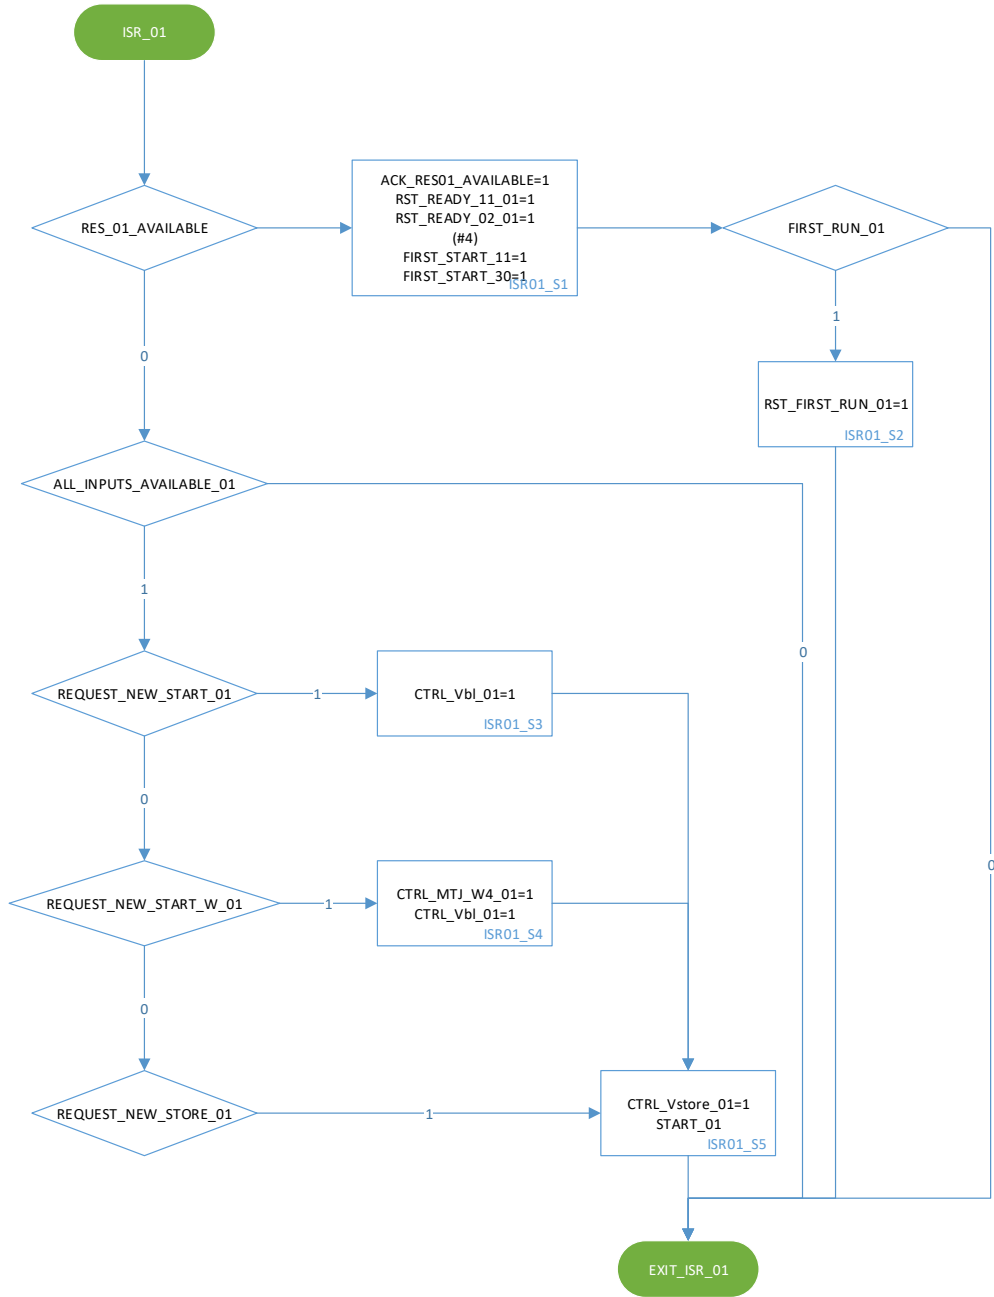 ISR_01
RES_01_AVAILABLE
ACK_RES01_AVAILABLE=1
RST_READY_11_01=1
RST_READY_02_01=1
(#4)
FIRST_START_11=1
FIRST_START_30=1
ISR01_S1
FIRST_RUN_01
0
1
RST_FIRST_RUN_01=1
ISR01_S2
ALL_INPUTS_AVAILABLE_01
1
0
REQUEST_NEW_START_01
1
CTRL_Vbl_01=1
ISR01_S3
0
0
REQUEST_NEW_START_W_01
1
CTRL_MTJ_W4_01=1
CTRL_Vbl_01=1
ISR01_S4
0
REQUEST_NEW_STORE_01
1
CTRL_Vstore_01=1
START_01
ISR01_S5
EXIT_ISR_01